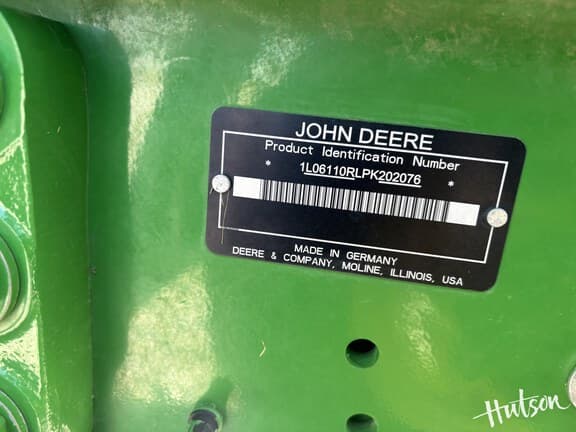 JOHN DEERE
Product Identification Number
* 1L06110RLPK202076 *
MADE IN GERMANY
DEERE & COMPANY, MOLINE, ILLINOIS, USA
Hutson